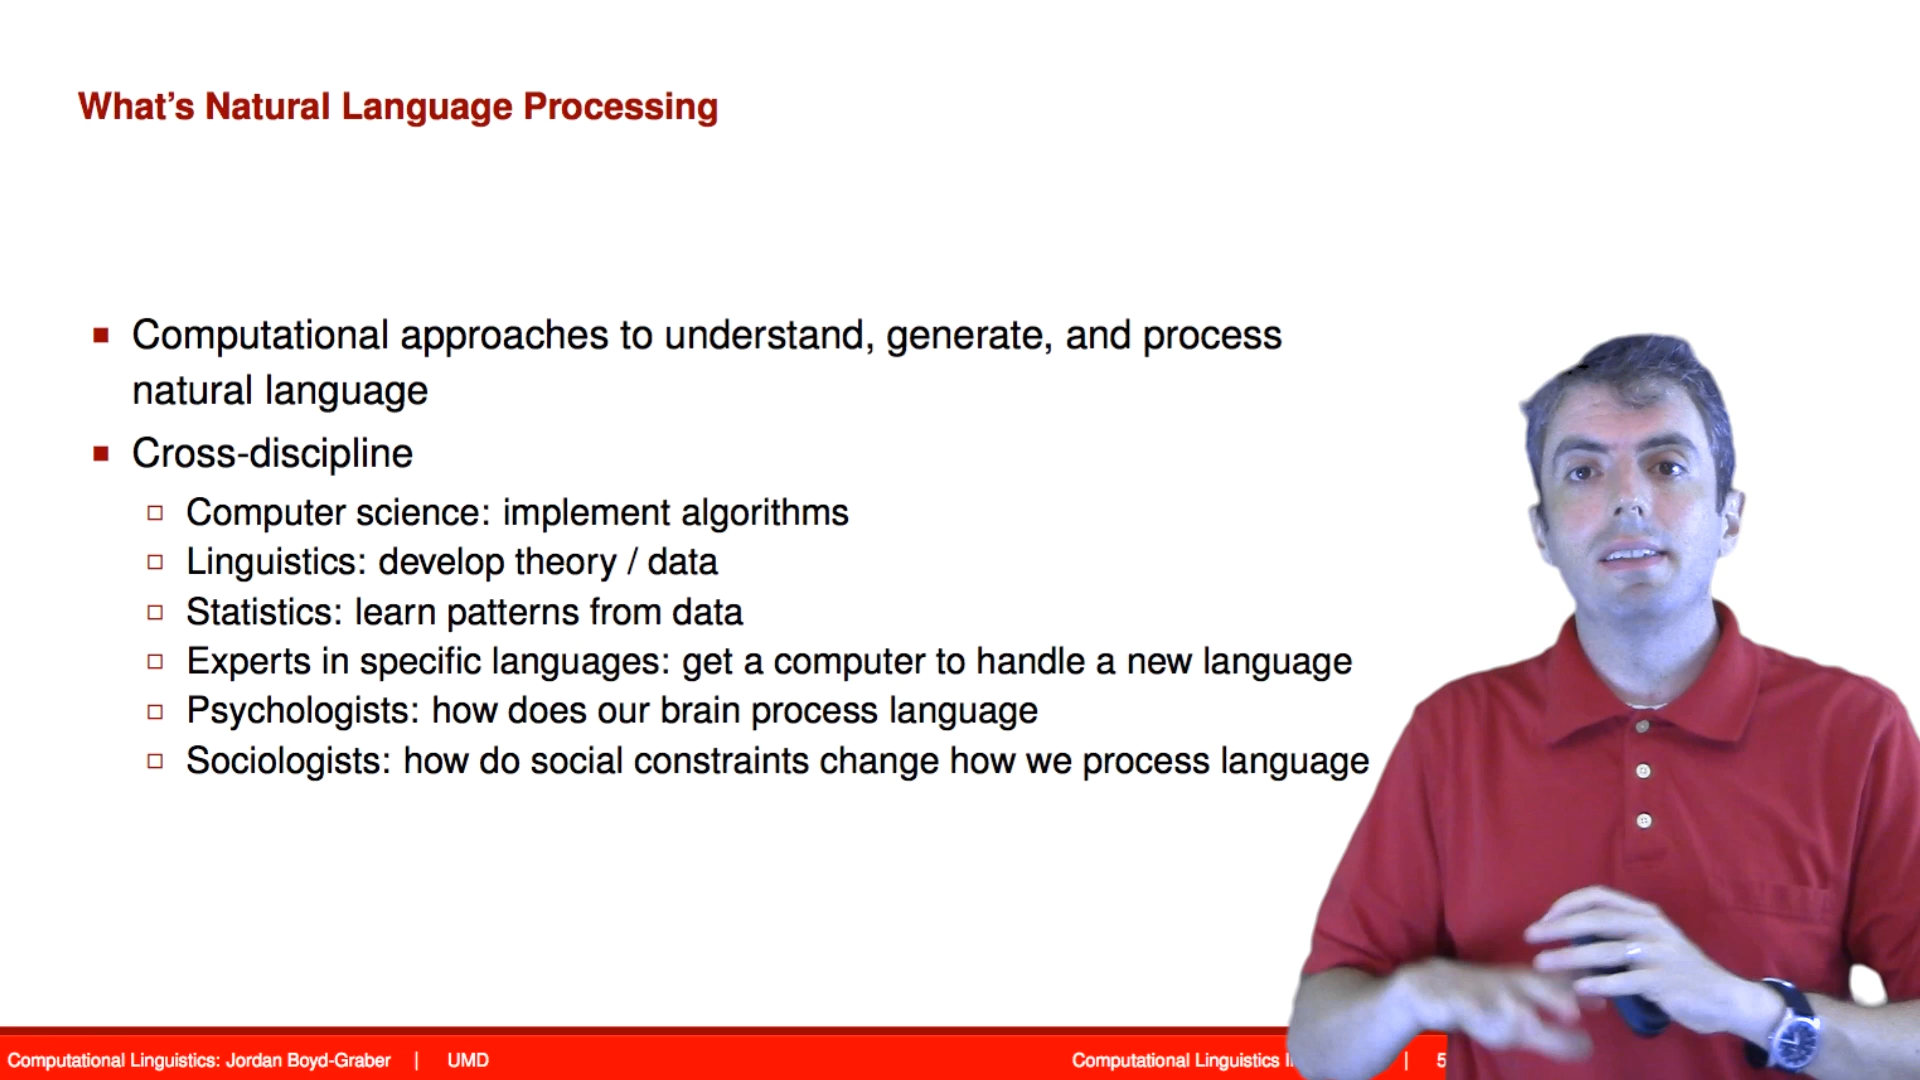 What's Natural Language Processing
Computational approaches to understand, generate, and process
natural language
Cross-discipline
Computer science: implement algorithms
Linguistics: develop theory / data
Statistics: learn patterns from data
Experts in specific languages: get a computer to handle a new language
Psychologists: how does our brain process language
Sociologists: how do social constraints change how we process language
Computational Linguistics: Jordan Boyd-Graber | UMD
Computational Linguistics | 5